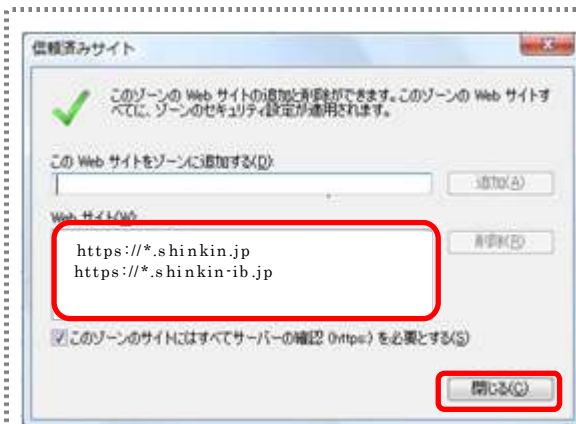 信頼済みサイト
このゾーンの Web サイトの追加と削除ができます。このゾーンの Web サイトす
べてに、ゾーンのセキュリティ設定が適用されます。
この Web サイトをゾーンに追加する(D):
追加(A)
Web サイト(W):
削除(R)
https://*.shinkin.jp
https://*.shinkin-ib.jp
このゾーンのサイトにはすべてサーバーの確認 (https:) を必要とする(S)
閉じる(C)